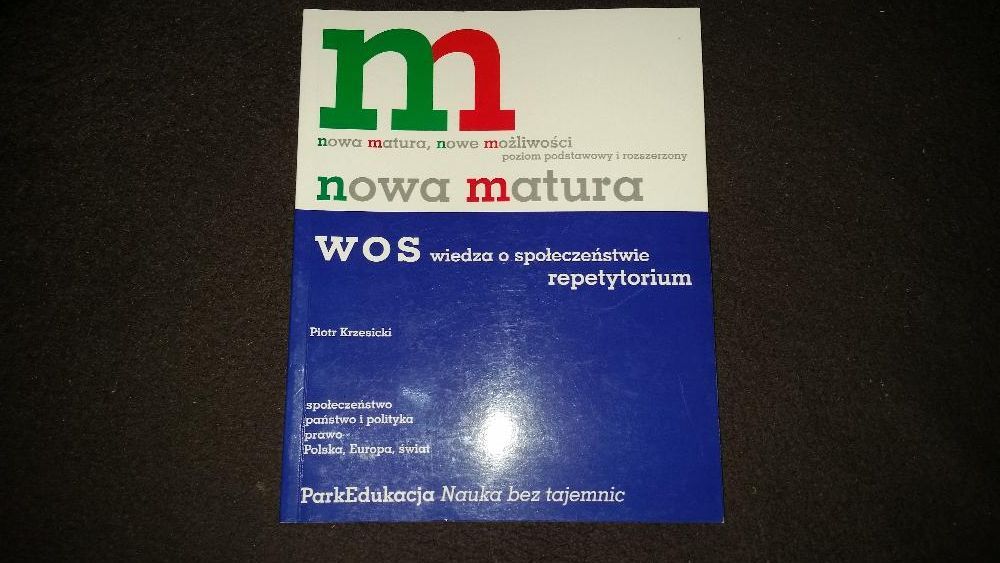 m
nowa matura, nowe możliwości
poziom podstawowy i rozszerzony
nowa matura
wos wiedza o społeczeństwie
repetytorium
Piotr Krzesicki
społeczeństwo
państwo i polityka
prawo
Polska, Europa, świat
ParkEdukacja Nauka bez tajemnic